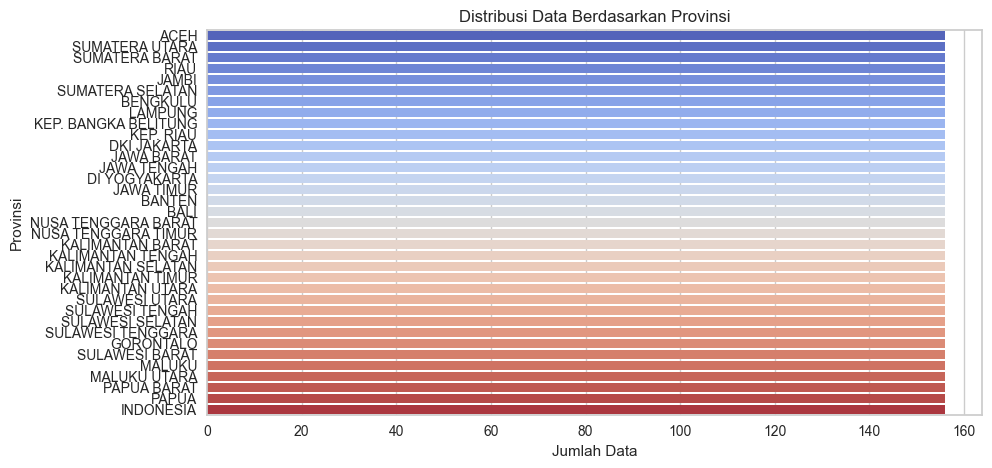 Distribusi Data Berdasarkan Provinsi
Provinsi
ACEH
SUMATERA UTARA
SUMATERA BARAT
RIAU
JAMBI
SUMATERA SELATAN
BENGKULU
LAMPUNG
KEP. BANGKA BELITUNG
KEP. RIAU
DKI JAKARTA
JAWA BARAT
JAWA TENGAH
DI YOGYAKARTA
JAWA TIMUR
BANTEN
BALI
NUSA TENGGARA BARAT
NUSA TENGGARA TIMUR
KALIMANTAN BARAT
KALIMANTAN TENGAH
KALIMANTAN SELATAN
KALIMANTAN TIMUR
KALIMANTAN UTARA
SULAWESI UTARA
SULAWESI TENGAH
SULAWESI SELATAN
SULAWESI TENGGARA
GORONTALO
SULAWESI BARAT
MALUKU
MALUKU UTARA
PAPUA BARAT
PAPUA
INDONESIA
0 20 40 60 80 100 120 140 160
Jumlah Data